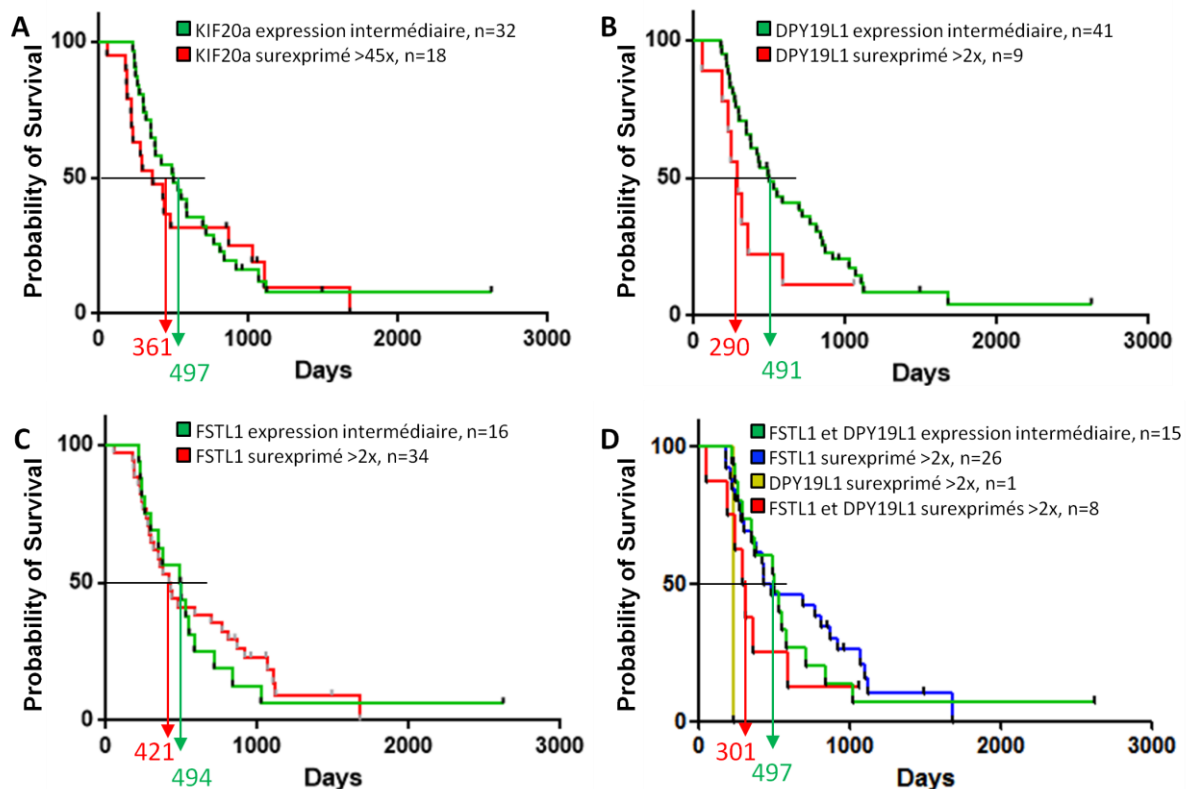 A
KIF20a expression intermédiaire, n=32
KIF20a surexprimé >45x, n=18
Probability of Survival
100
50
0
0 1000 2000 3000
361
497
Days
B
DPY19L1 expression intermédiaire, n=41
DPY19L1 surexprimé >2x, n=9
Probability of Survival
100
50
0
0 1000 2000 3000
290
491
Days
C
FSTL1 expression intermédiaire, n=16
FSTL1 surexprimé >2x, n=34
Probability of Survival
100
50
0
0 1000 2000 3000
421
494
Days
D
FSTL1 et DPY19L1 expression intermédiaire, n=15
FSTL1 surexprimé >2x, n=26
DPY19L1 surexprimé >2x, n=1
FSTL1 et DPY19L1 surexprimés >2x, n=8
Probability of Survival
100
50
0
0 1000 2000 3000
301
497
Days